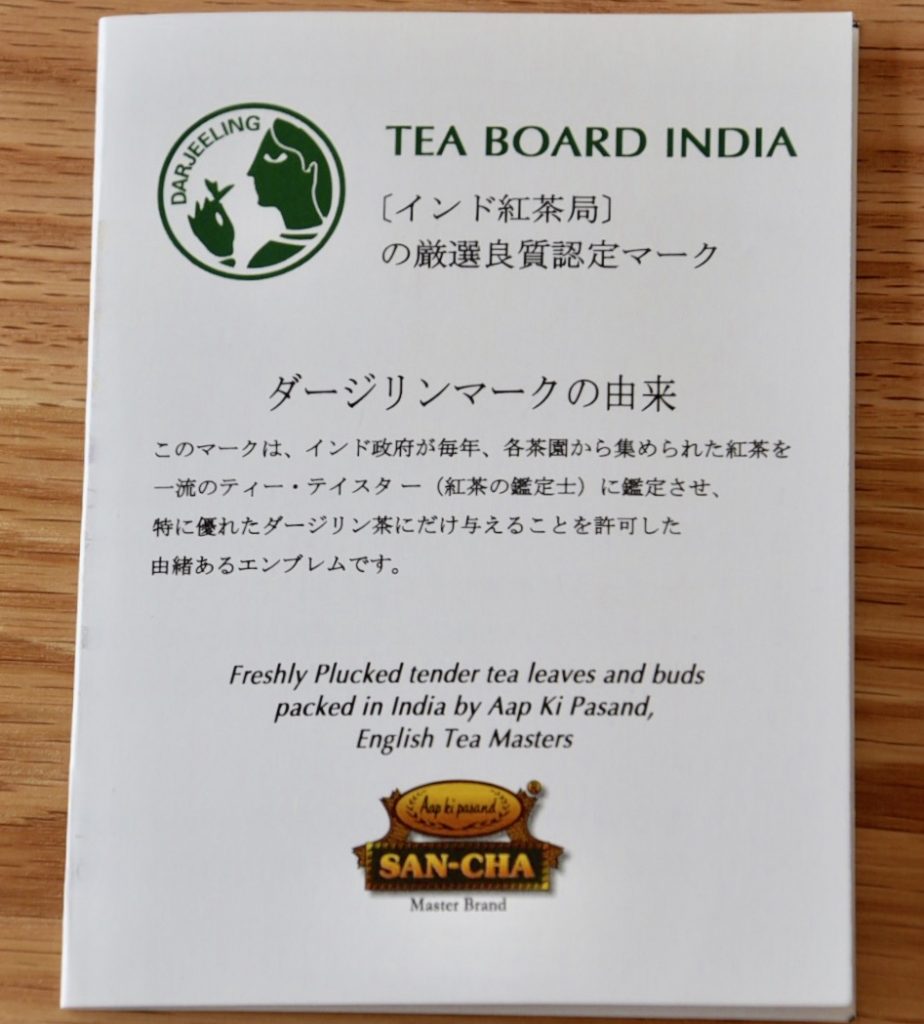 DARJEELING
TEA BOARD INDIA
〔インド紅茶局〕
の厳選良質認定マーク
ダージリンマークの由来
このマークは、インド政府が毎年、各茶園から集められた紅茶を
一流のティー・テイスター（紅茶の鑑定士）に鑑定させ、
特に優れたダージリン茶にだけ与えることを許可した
由緒あるエンブレムです。
Freshly Plucked tender tea leaves and buds
packed in India by Aap Ki Pasand,
English Tea Masters
Aap ki pasand
®
SAN-CHA
Master Brand